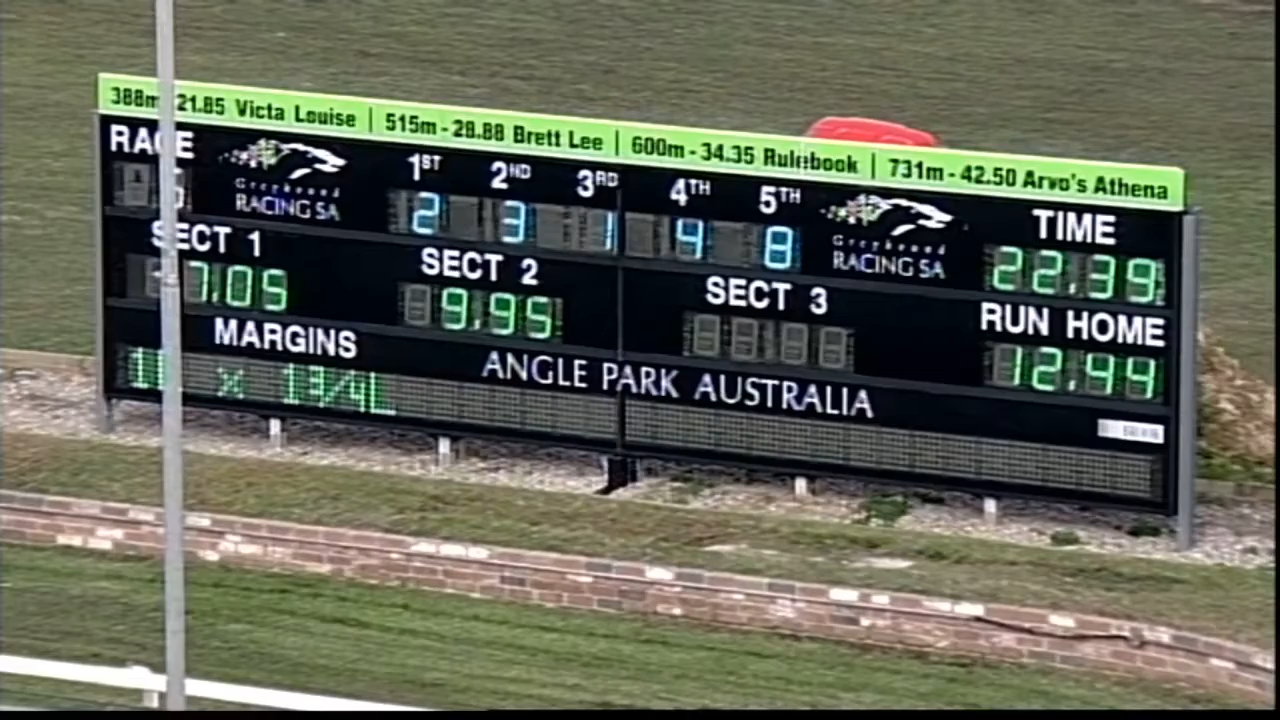 388m 21.85 Victa Louise | 515m - 28.88 Brett Lee | 600m - 34.35 Rulebook | 731m - 42.50 Arvo's Athena
RACE 1ST 2ND 3RD 4TH 5TH TIME
Greyhound RACING SA 2 3 1 4 8 Greyhound RACING SA 22.39
SECT 1 SECT 2 SECT 3 RUN HOME
7.05 9.95 12.44
MARGINS ANGLE PARK AUSTRALIA
x 13/4L